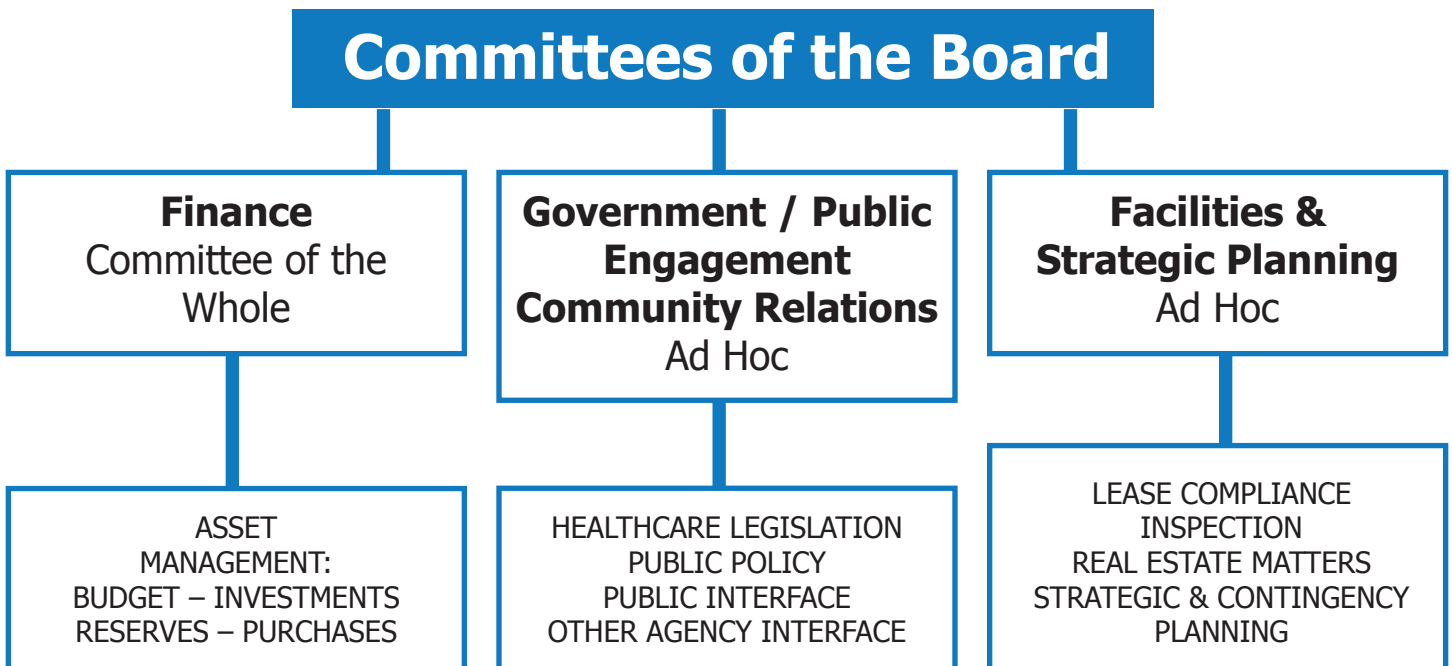 Committees of the Board
Finance
Committee of the
Whole
Government / Public
Engagement
Community Relations
Ad Hoc
Facilities &
Strategic Planning
Ad Hoc
ASSET
MANAGEMENT:
BUDGET – INVESTMENTS
RESERVES – PURCHASES
HEALTHCARE LEGISLATION
PUBLIC POLICY
PUBLIC INTERFACE
OTHER AGENCY INTERFACE
LEASE COMPLIANCE
INSPECTION
REAL ESTATE MATTERS
STRATEGIC & CONTINGENCY
PLANNING